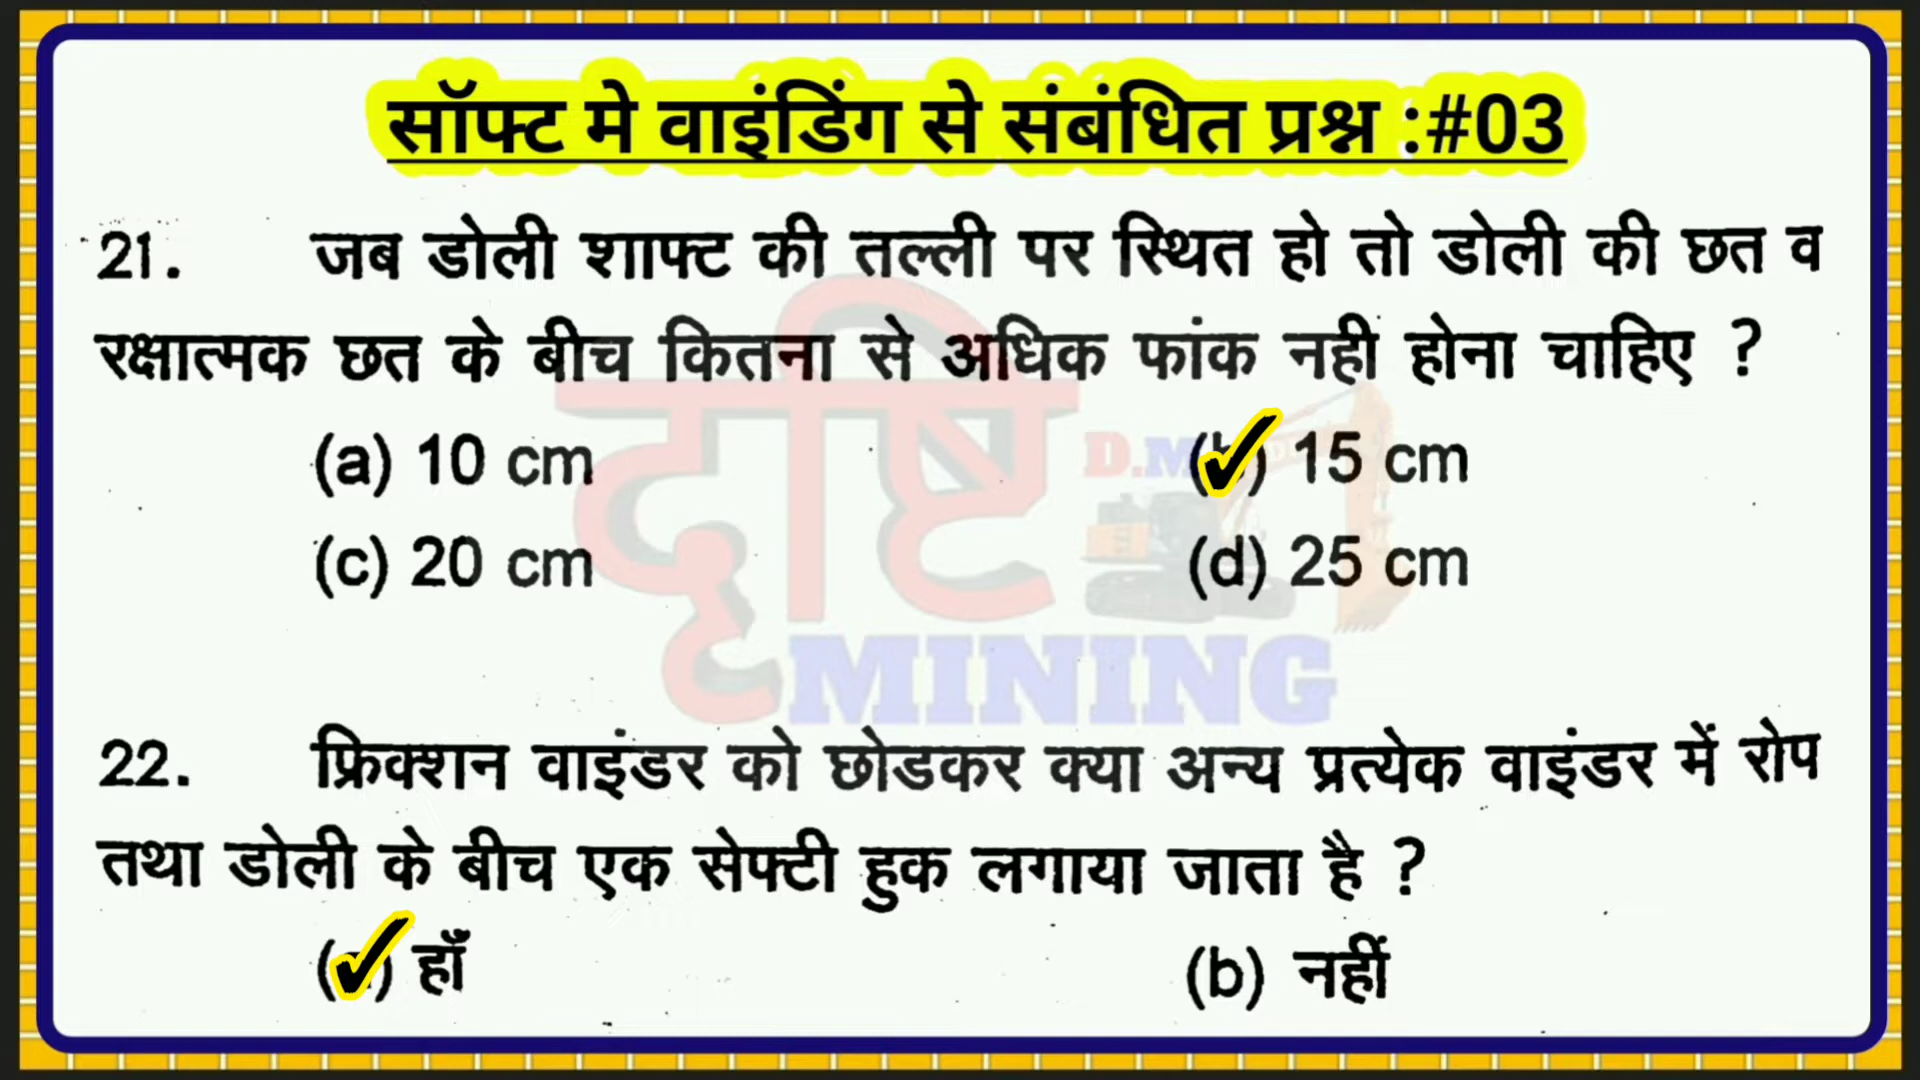 सॉफ्ट मे वाइंडिंग से संबंधित प्रश्न :#03
21. जब डोली शाफ्ट की तल्ली पर स्थित हो तो डोली की छत व
रक्षात्मक छत के बीच कितना से अधिक फांक नही होना चाहिए ?
(a) 10 cm (b) 15 cm
(c) 20 cm (d) 25 cm
दृष्टि
D.M
MINING
22. फ्रिक्शन वाइंडर को छोडकर क्या अन्य प्रत्येक वाइंडर में रोप
तथा डोली के बीच एक सेफ्टी हुक लगाया जाता है ?
(a) हाँ (b) नहीं